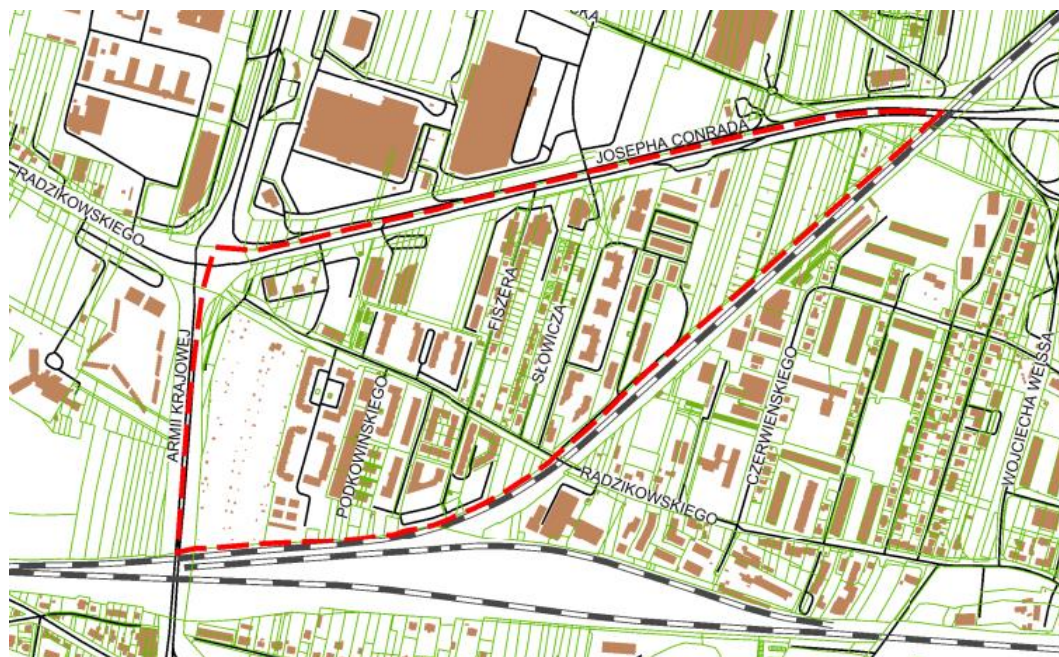 JOSEPHA CONRADA
RADZIKOWSKIEGO
FISZERA
SŁOWICZA
ARMII KRAJOWEJ
PODKOWIŃSKIEGO
CZERWIEŃSKIEGO
WOJCIECHA WEISSA
RADZIKOWSKIEGO